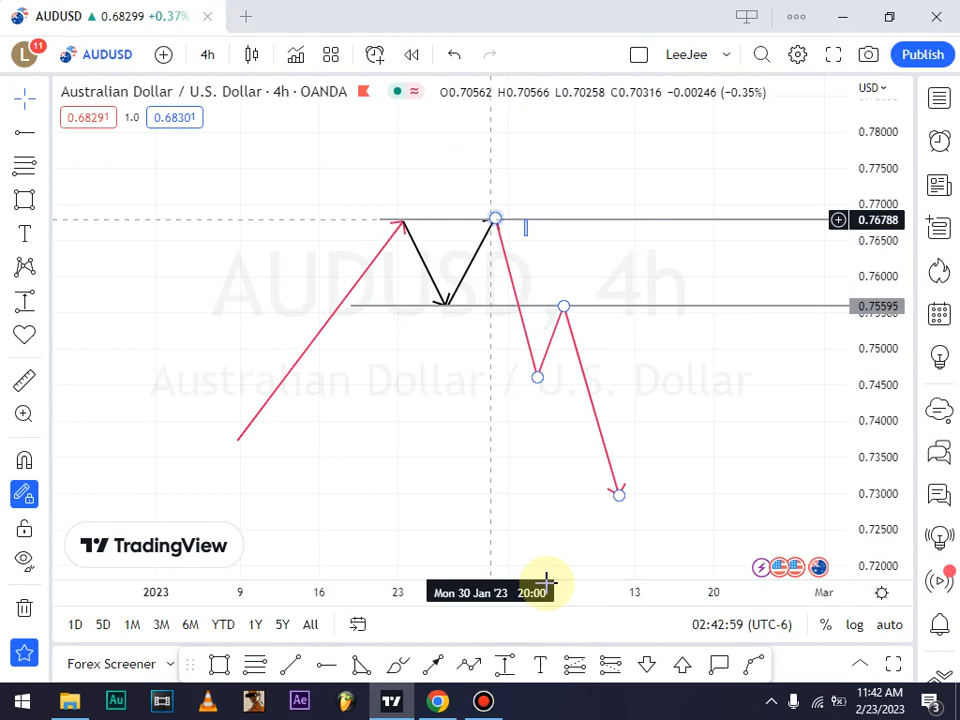 AUDUSD ▲ 0.68299 +0.37%
L 11 AUDUSD 4h LeeJee Publish
Australian Dollar / U.S. Dollar · 4h · OANDA O0.70562 H0.70566 L0.70258 C0.70316 −0.00246 (−0.35%) USD
0.68291 1.0 0.68301
0.78000
0.77500
0.77000
0.76788
0.76500
0.76000
0.75595
0.75000
0.74500
0.74000
0.73500
0.73000
0.72500
0.72000
AUDUSD, 4h
Australian Dollar / U.S. Dollar
TradingView
2023 9 16 23 Mon 30 Jan '23 20:00 13 20 Mar
1D 5D 1M 3M 6M YTD 1Y 5Y All 02:42:59 (UTC-6) % log auto
Forex Screener
Au Ae
11:42 AM
2/23/2023
3